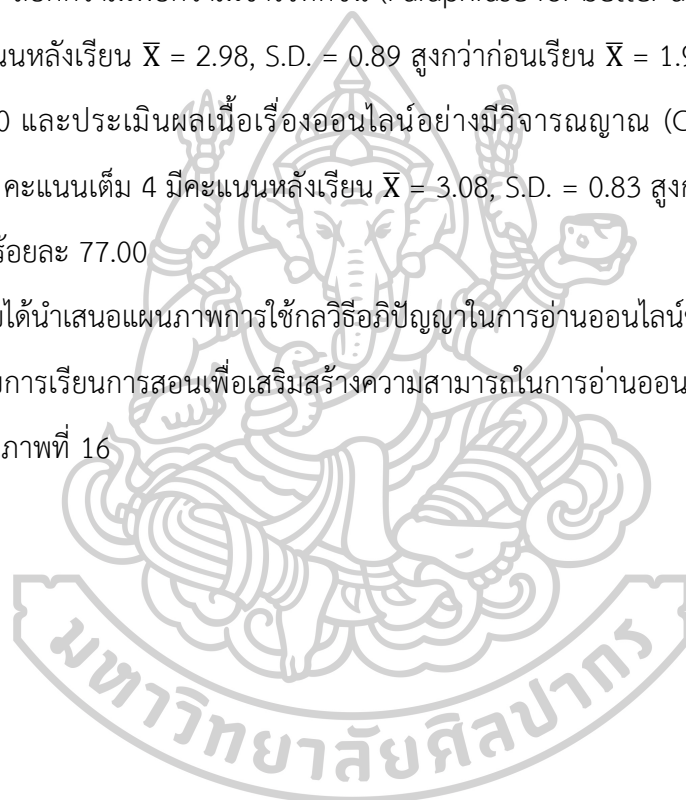 (Paraphrase for better
นนหลังเรียน X̅ = 2.98, S.D. = 0.89 สูงกว่าก่อนเรียน X̅ = 1.9
0 และประเมินผลเนื้อเรื่องออนไลน์อย่างมีวิจารณญาณ (C
คะแนนเต็ม 4 มีคะแนนหลังเรียน X̅ = 3.08, S.D. = 0.83 สูงก
ร้อยละ 77.00
ได้นำเสนอแผนภาพการใช้กลวิธีอภิปัญญาในการอ่านออนไลน์
การเรียนการสอนเพื่อเสริมสร้างความสามารถในการอ่านออน
ภาพที่ 16
มหาวิทยาลัยศิลปากร